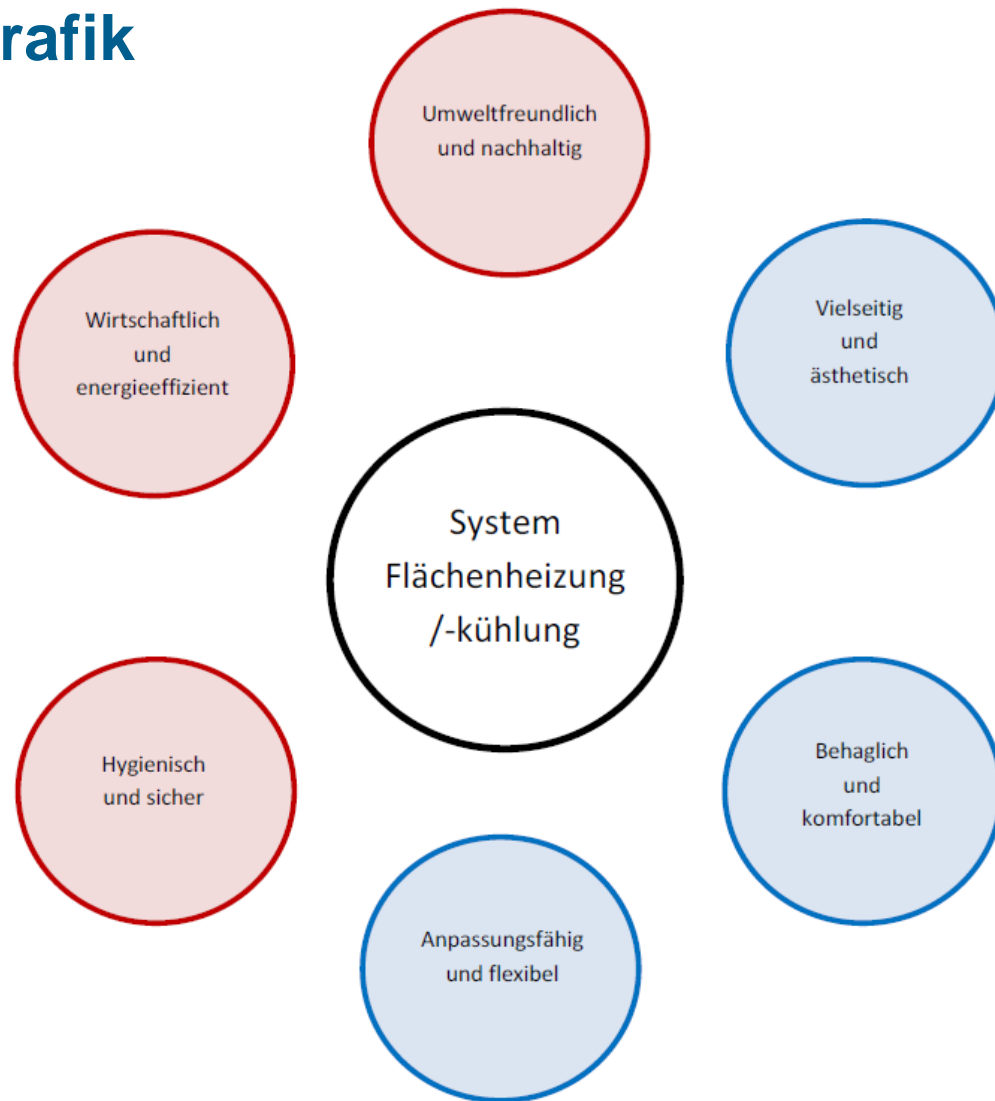 rafik
Umweltfreundlich
und nachhaltig
Wirtschaftlich
und
energieeffizient
Vielseitig
und
ästhetisch
System
Flächenheizung
/-kühlung
Hygienisch
und sicher
Behaglich
und
komfortabel
Anpassungsfähig
und flexibel